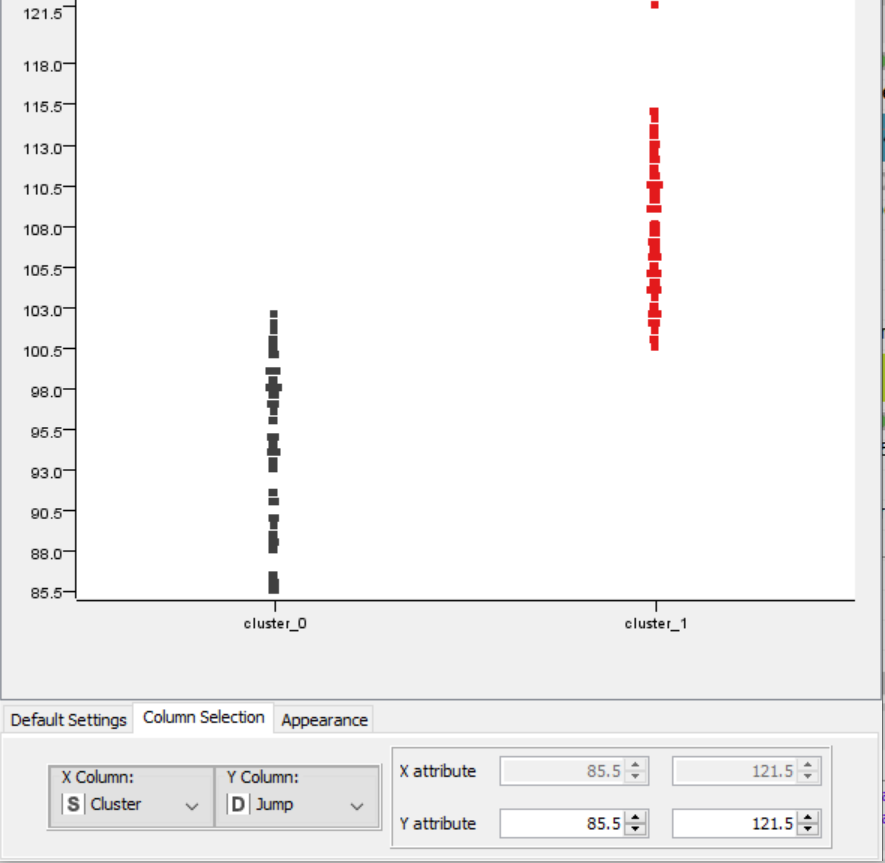 121.5
118.0
115.5
113.0
110.5
108.0
105.5
103.0
100.5
98.0
95.5
93.0
90.5
88.0
85.5
cluster_0 cluster_1
Default Settings Column Selection Appearance
X Column: Y Column:
S Cluster D Jump
X attribute 85.5 121.5
Y attribute 85.5 121.5